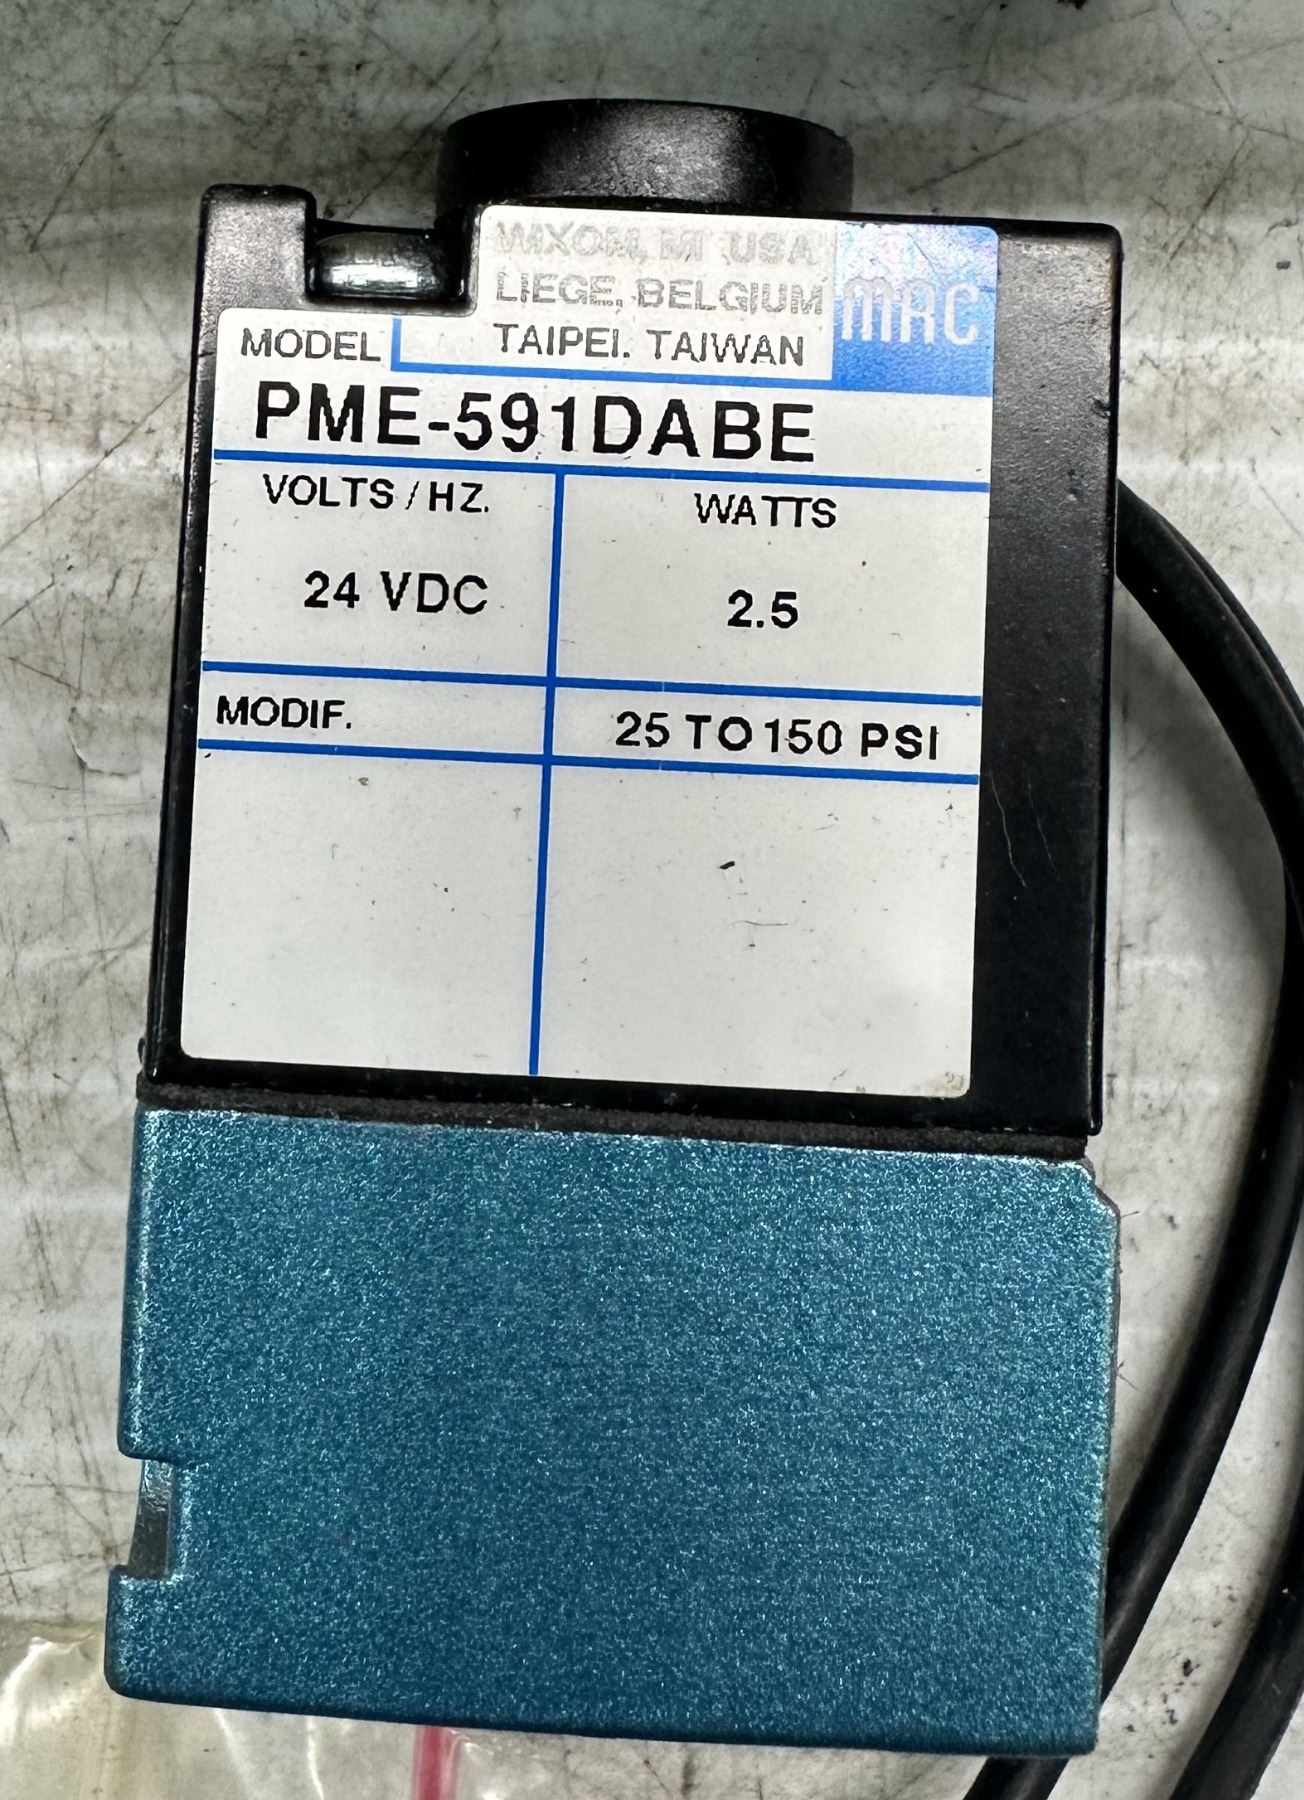 WIXOM, MI USA
LIEGE, BELGIUM
MAC
TAIPEI. TAIWAN
MODEL
PME-591DABE
VOLTS / HZ.
WATTS
24 VDC
2.5
MODIF.
25 TO 150 PSI